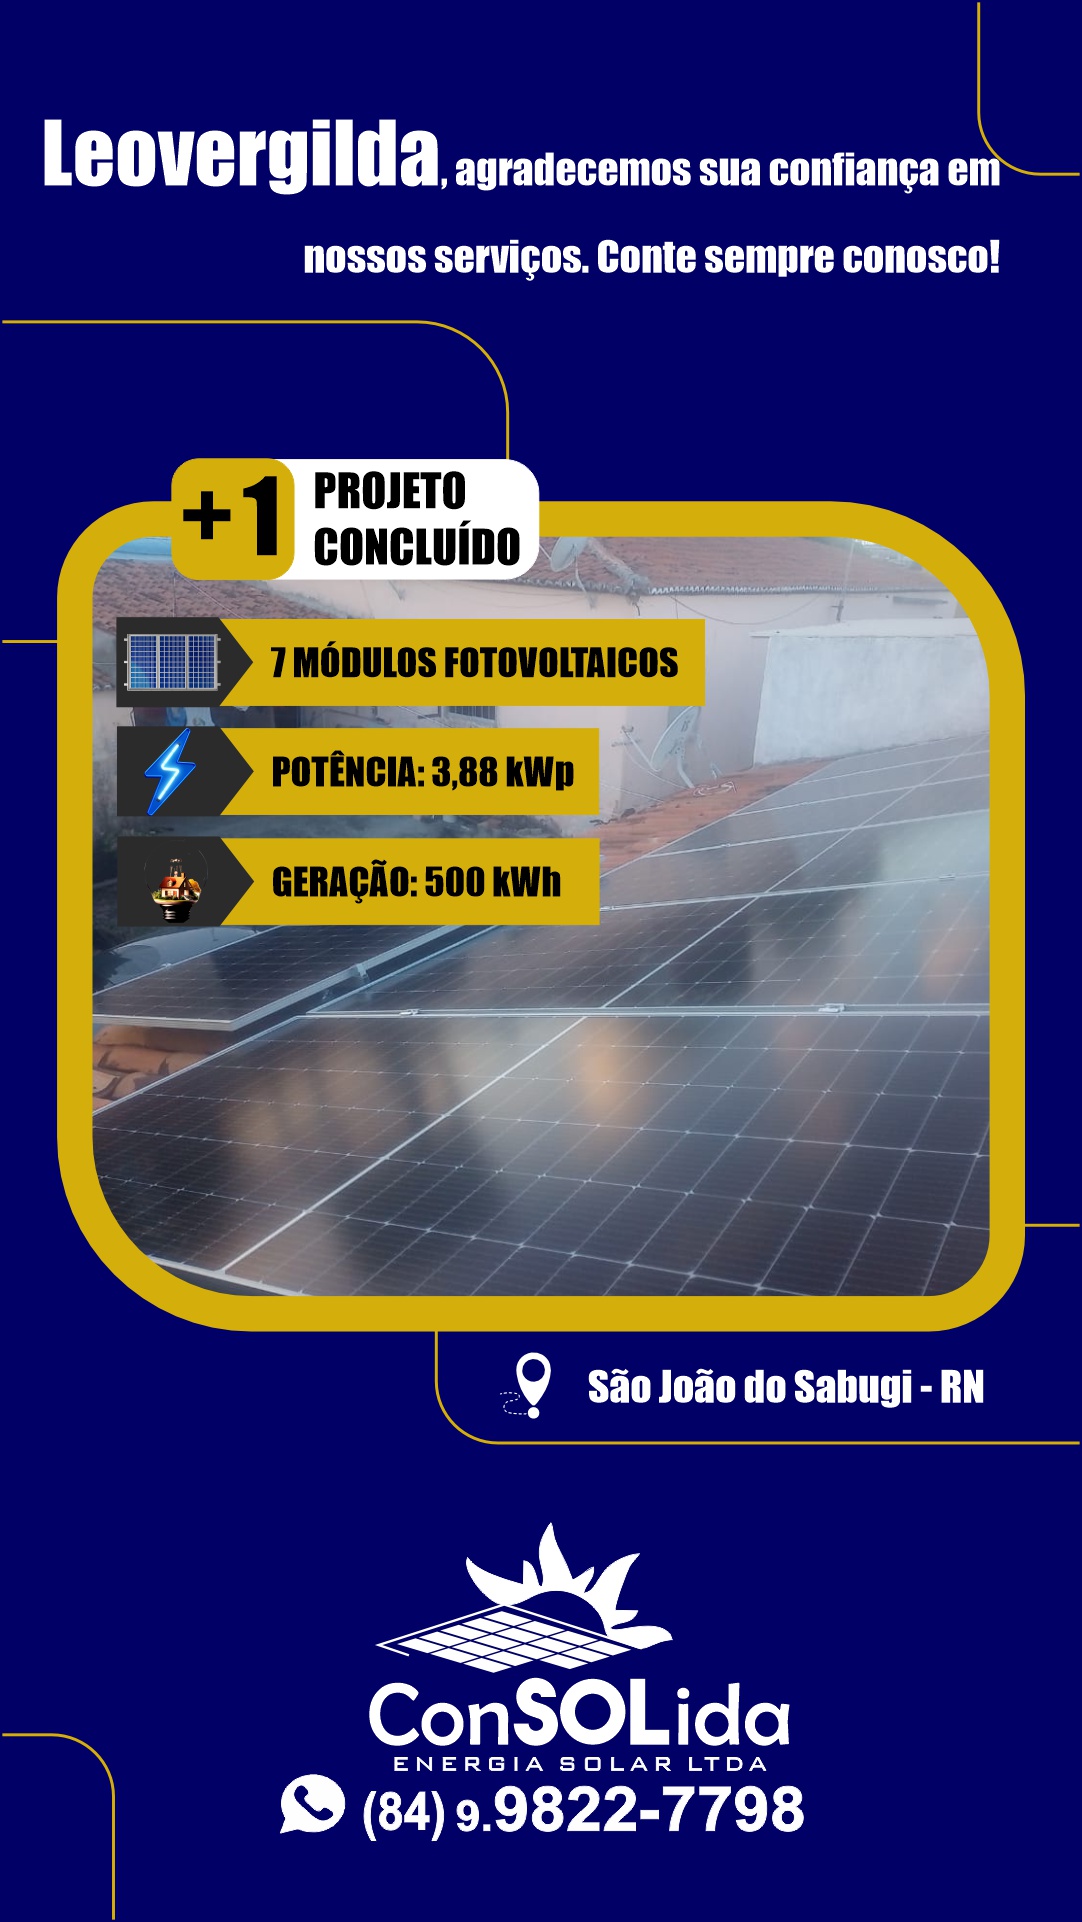 Leovergilda, agradecemos sua confiança em
nossos serviços. Conte sempre conosco!
+1
PROJETO
CONCLUÍDO
7 MÓDULOS FOTOVOLTAICOS
POTÊNCIA: 3,88 kWp
GERAÇÃO: 500 kWh
São João do Sabugi - RN
ConSOLida
ENERGIA SOLAR LTDA
(84) 9.9822-7798